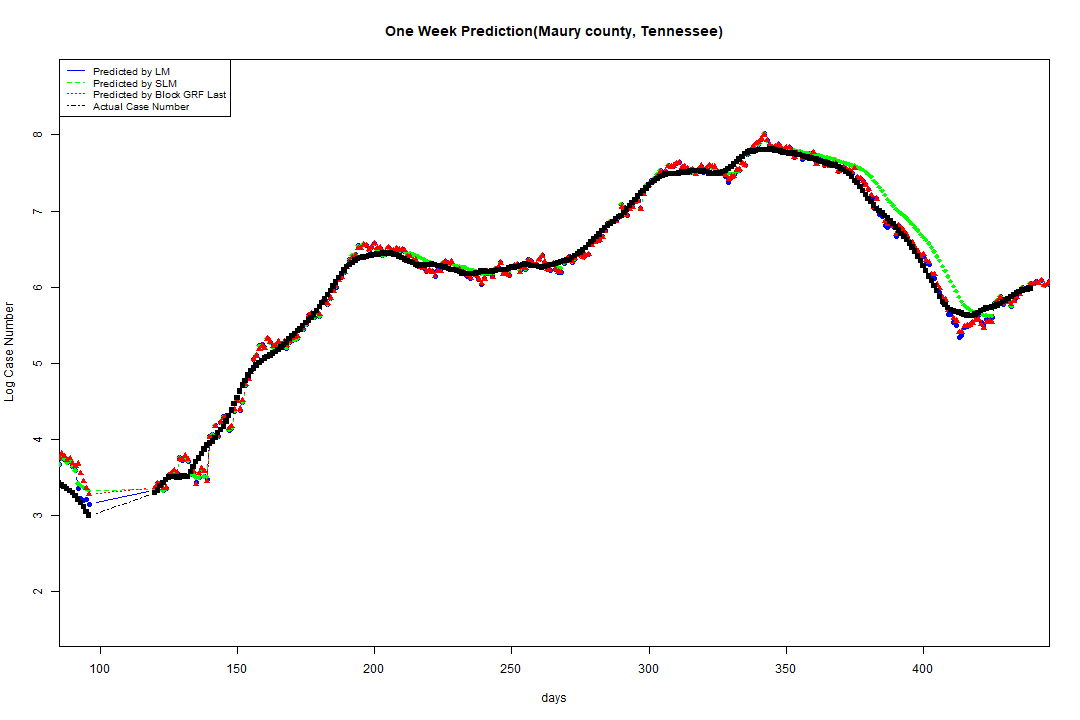 One Week Prediction(Maury county, Tennessee)
Predicted by LM
Predicted by SLM
Predicted by Block GRF Last
Actual Case Number
8
7
6
5
4
3
2
Log Case Number
100 150 200 250 300 350 400
days